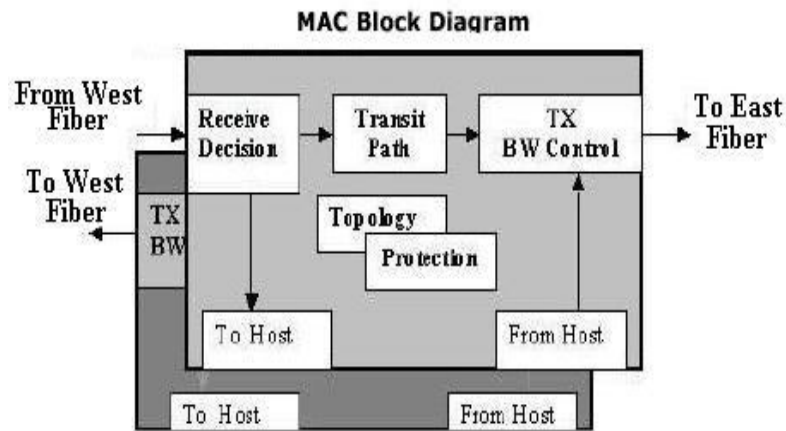 MAC Block Diagram
From West
Fiber
Receive
Decision
Transit
Path
TX
BW Control
To East
Fiber
To West
Fiber
TX
BW
Topology
Protection
To Host
From Host
To Host
From Host